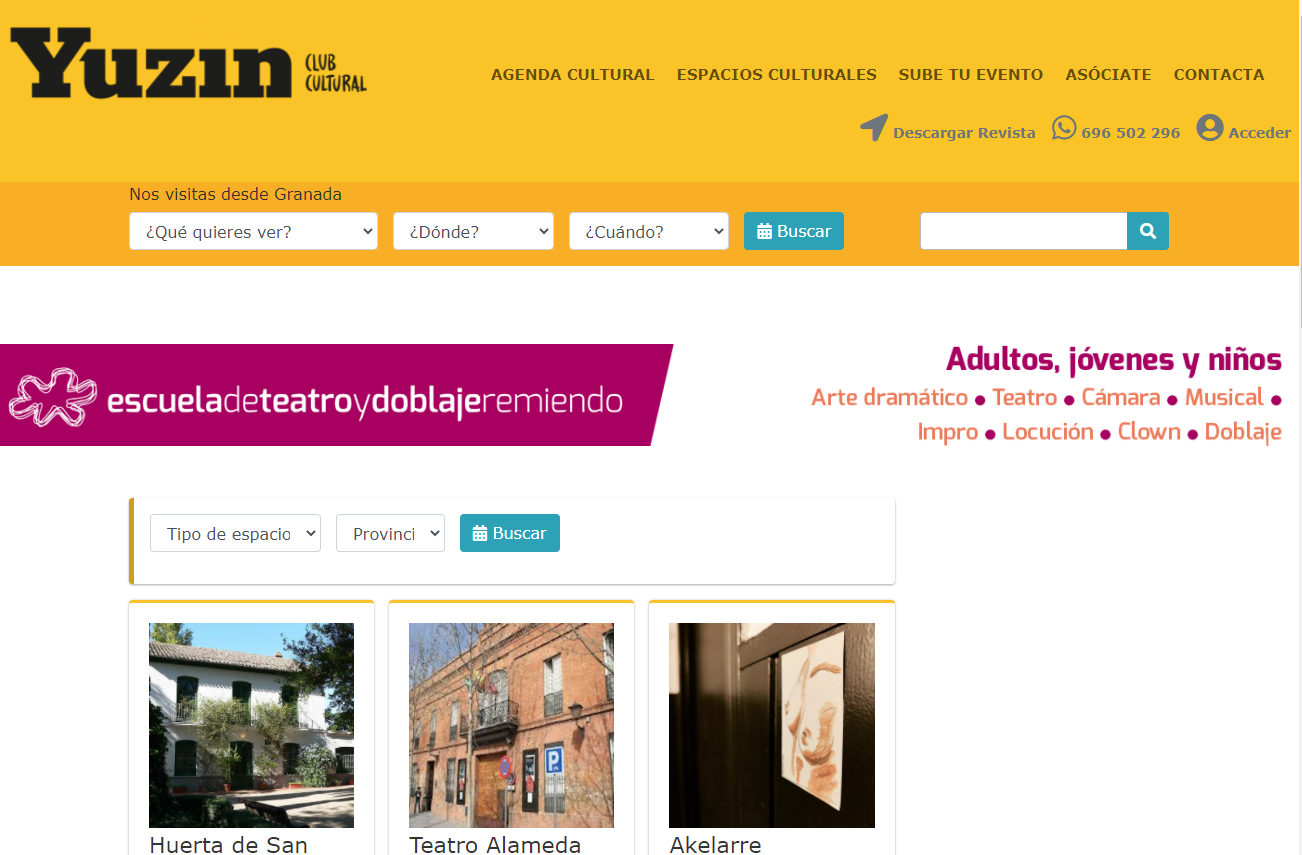 Yuzin CLUB CULTURAL
AGENDA CULTURAL ESPACIOS CULTURALES SUBE TU EVENTO ASÓCIATE CONTACTA
Descargar Revista 696 502 296 Acceder
Nos visitas desde Granada
¿Qué quieres ver? ¿Dónde? ¿Cuándo? Buscar
escueladeteatroydoblajeremiendo
Adultos, jóvenes y niños
Arte dramático • Teatro • Cámara • Musical •
Impro • Locución • Clown • Doblaje
Tipo de espacio Provinci Buscar
P
Huerta de San Teatro Alameda Akelarre